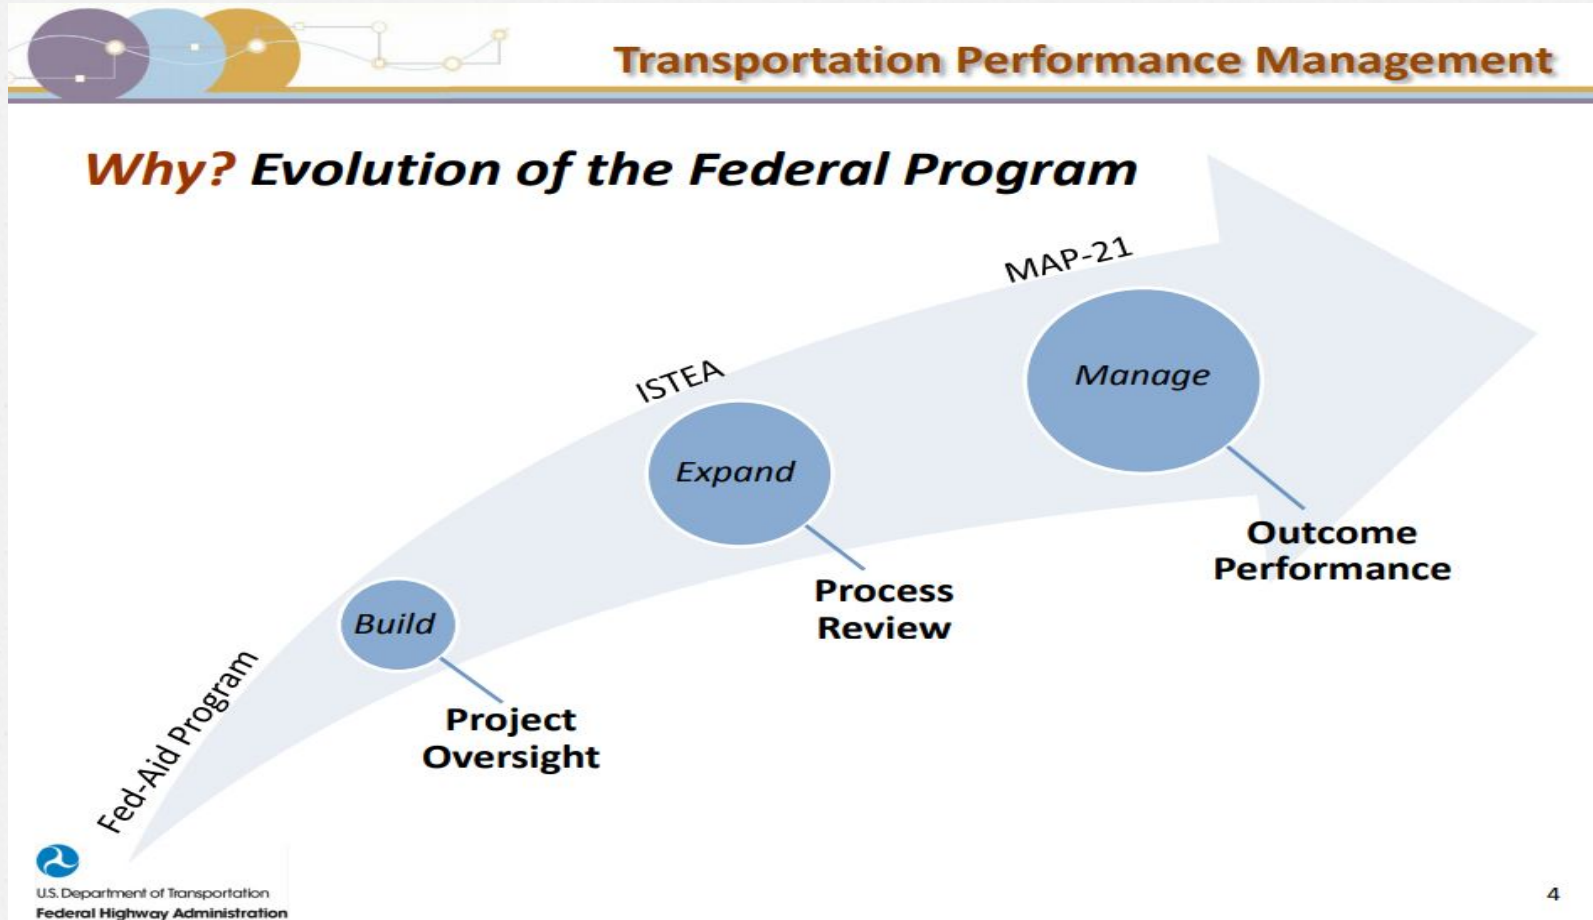 Transportation Performance Management
Why? Evolution of the Federal Program
MAP-21
ISTEA
Manage
Expand
Outcome
Performance
Process
Review
Build
Fed-Aid Program
Project
Oversight
U.S. Department of Transportation
Federal Highway Administration
4